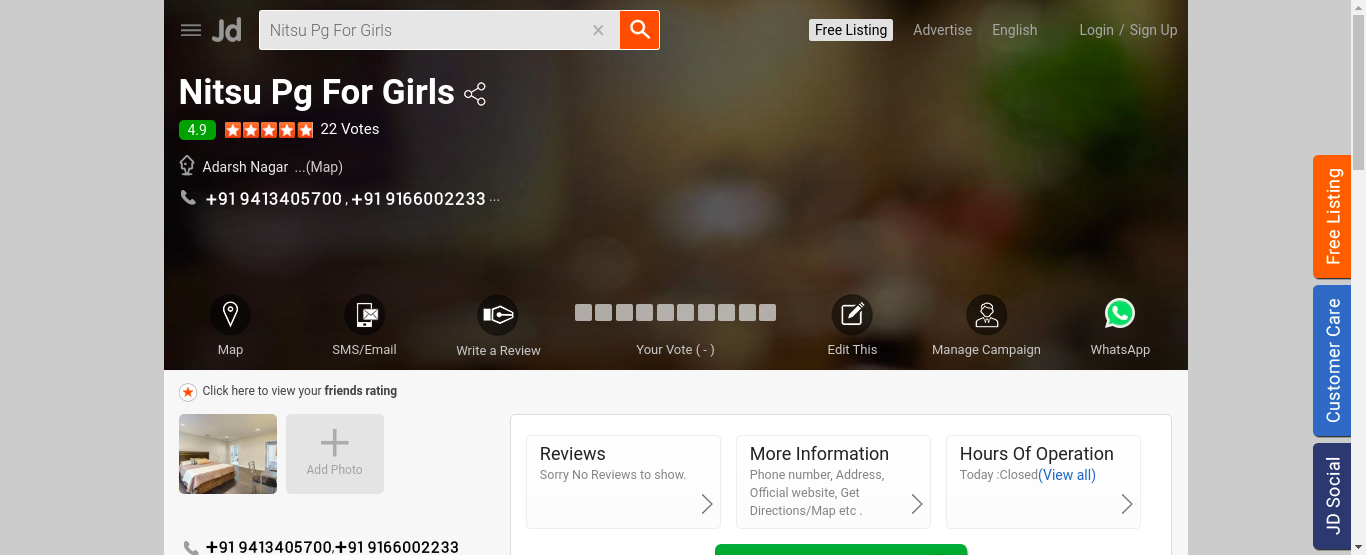 Jd
Nitsu Pg For Girls
Free Listing
Advertise
English
Login / Sign Up
Nitsu Pg For Girls
4.9
22 Votes
Adarsh Nagar ...(Map)
+91 9413405700 , +91 9166002233 ...
Map
SMS/Email
Write a Review
Your Vote ( - )
Edit This
Manage Campaign
WhatsApp
Click here to view your friends rating
Add Photo
Reviews
Sorry No Reviews to show.
More Information
Phone number, Address,
Official website, Get
Directions/Map etc .
Hours Of Operation
Today :Closed(View all)
+91 9413405700,+91 9166002233
Free Listing
Customer Care
JD Social